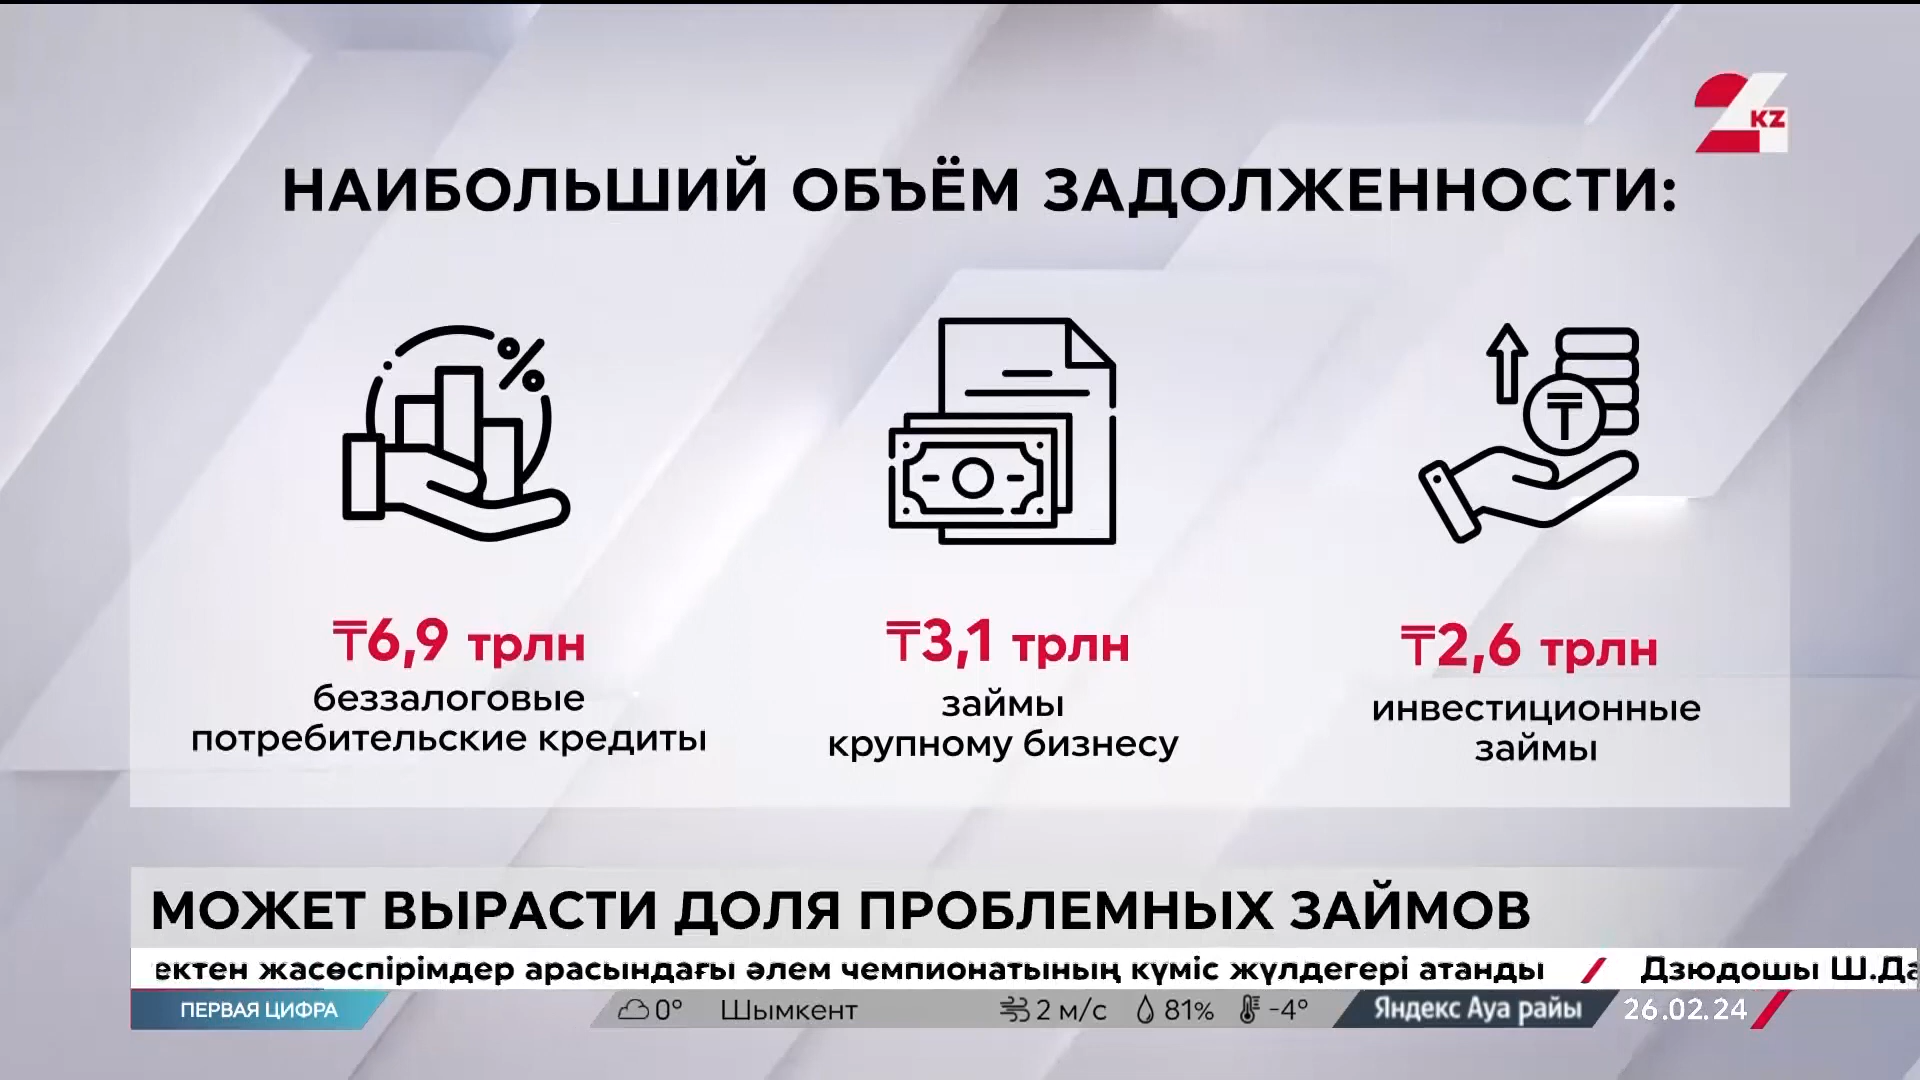 24 KZ
НАИБОЛЬШИЙ ОБЪЁМ ЗАДОЛЖЕННОСТИ:
%
₸
₸6,9 трлн
беззалоговые
потребительские кредиты
₸3,1 трлн
займы
крупному бизнесу
₸2,6 трлн
инвестиционные
займы
МОЖЕТ ВЫРАСТИ ДОЛЯ ПРОБЛЕМНЫХ ЗАЙМОВ
ектен жасөспірімдер арасындағы әлем чемпионатының күміс жүлдегері атанды / Дзюдошы Ш.Да
ПЕРВАЯ ЦИФРА
0° Шымкент 2 м/с 81% -4° Яндекс Ауа райы 26.02.24